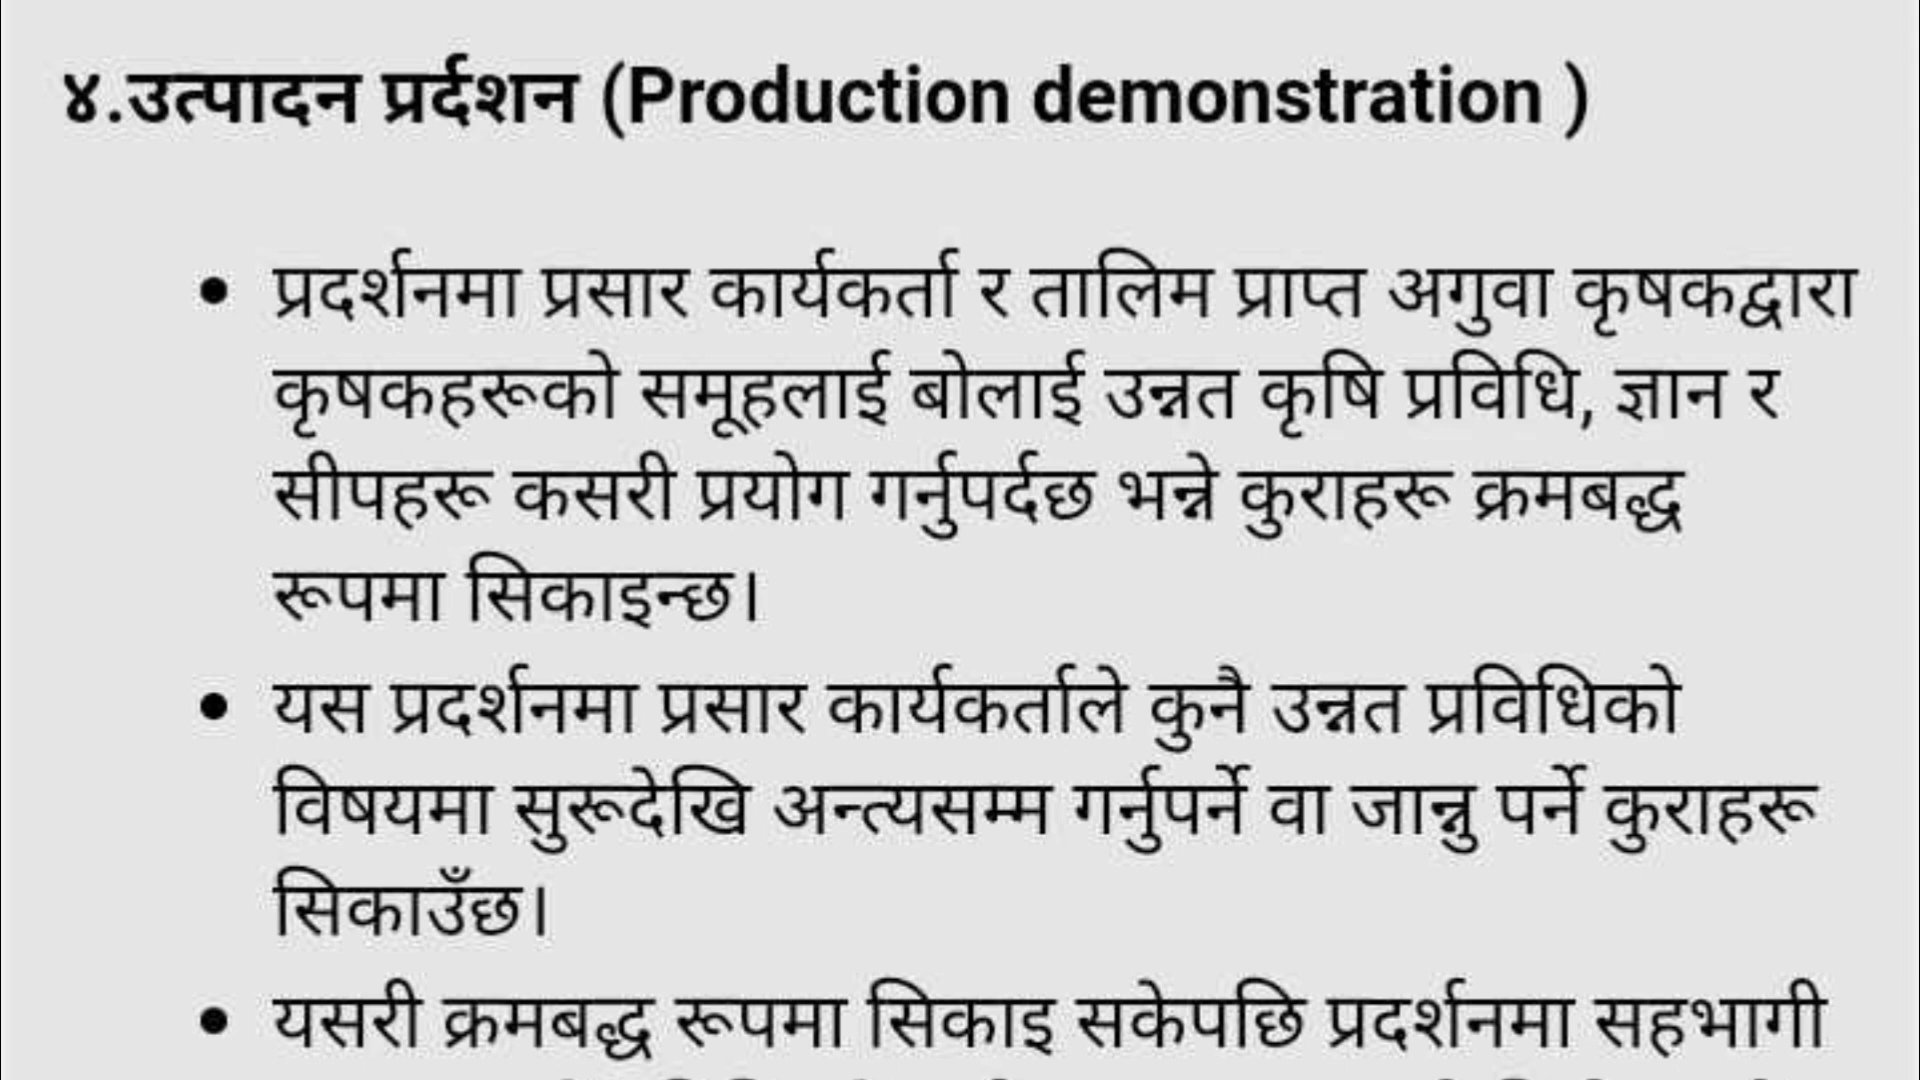 ४.उत्पादन प्रर्दशन (Production demonstration )
• प्रदर्शनमा प्रसार कार्यकर्ता र तालिम प्राप्त अगुवा कृषकद्वारा
कृषकहरूको समूहलाई बोलाई उन्नत कृषि प्रविधि, ज्ञान र
सीपहरू कसरी प्रयोग गर्नुपर्दछ भन्ने कुराहरू क्रमबद्ध
रूपमा सिकाइन्छ।
• यस प्रदर्शनमा प्रसार कार्यकर्ताले कुनै उन्नत प्रविधिको
विषयमा सुरूदेखि अन्त्यसम्म गर्नुपर्ने वा जान्नु पर्ने कुराहरू
सिकाउँछ।
• यसरी क्रमबद्ध रूपमा सिकाइ सकेपछि प्रदर्शनमा सहभागी